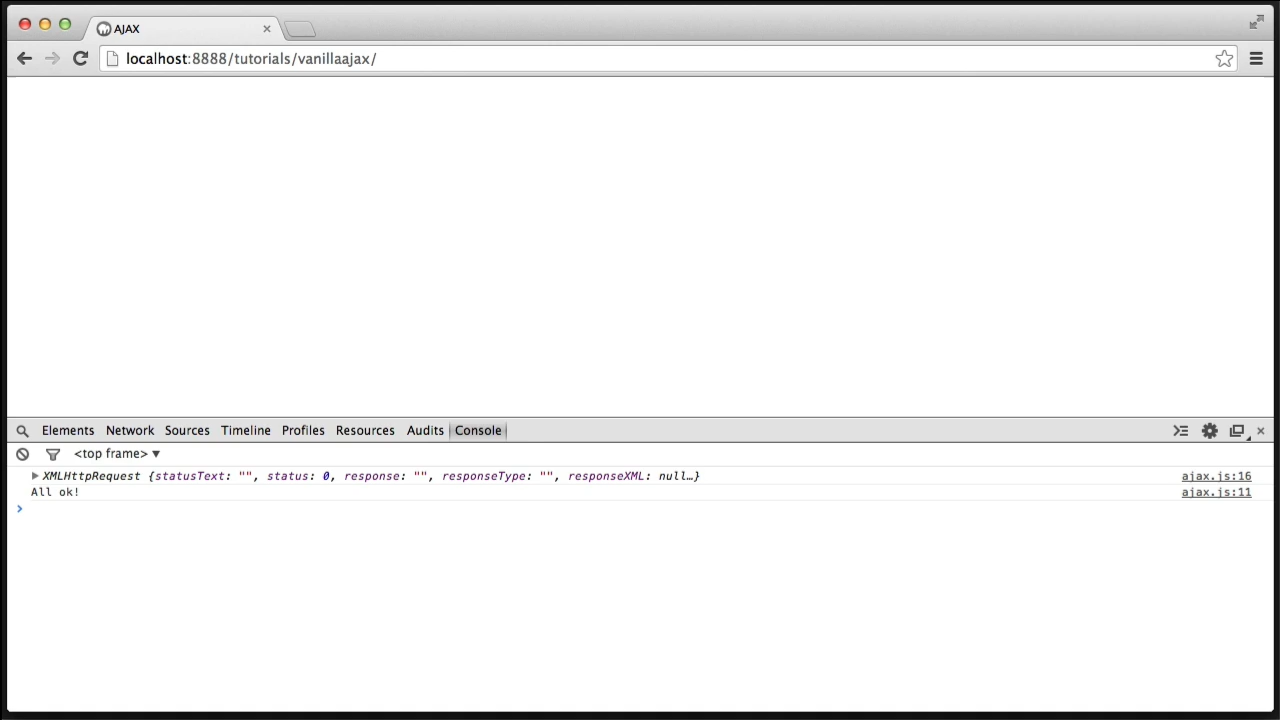 AJAX
localhost:8888/tutorials/vanillaajax/
Elements Network Sources Timeline Profiles Resources Audits Console
<top frame>
XMLHttpRequest {statusText: "", status: 0, response: "", responseType: "", responseXML: null…} ajax.js:16
All ok! ajax.js:11